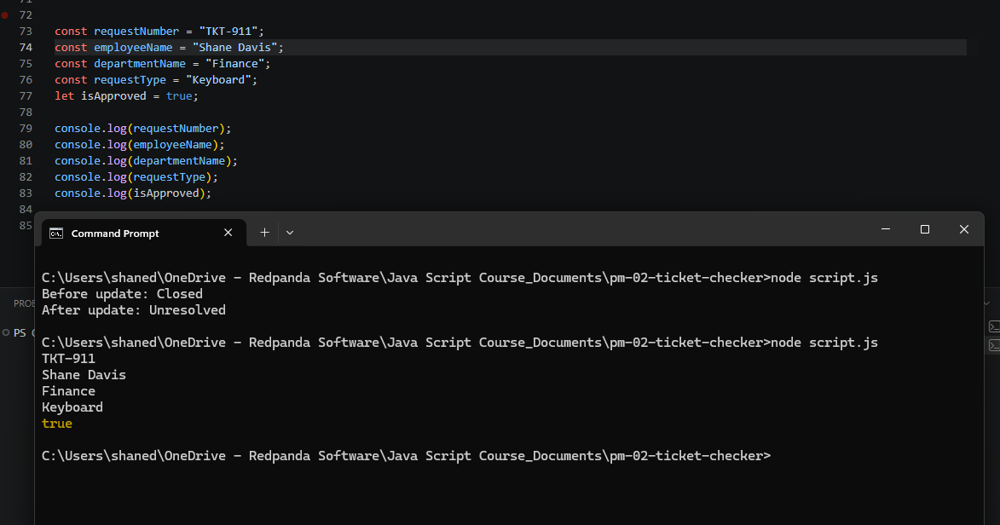 71
72
73 const requestNumber = "TKT-911";
74 const employeeName = "Shane Davis";
75 const departmentName = "Finance";
76 const requestType = "Keyboard";
77 let isApproved = true;
78
79 console.log(requestNumber);
80 console.log(employeeName);
81 console.log(departmentName);
82 console.log(requestType);
83 console.log(isApproved);
84
85
Command Prompt
C:\Users\shaned\OneDrive - Redpanda Software\Java Script Course_Documents\pm-02-ticket-checker>node script.js
Before update: Closed
After update: Unresolved
C:\Users\shaned\OneDrive - Redpanda Software\Java Script Course_Documents\pm-02-ticket-checker>node script.js
TKT-911
Shane Davis
Finance
Keyboard
true
C:\Users\shaned\OneDrive - Redpanda Software\Java Script Course_Documents\pm-02-ticket-checker>
PS